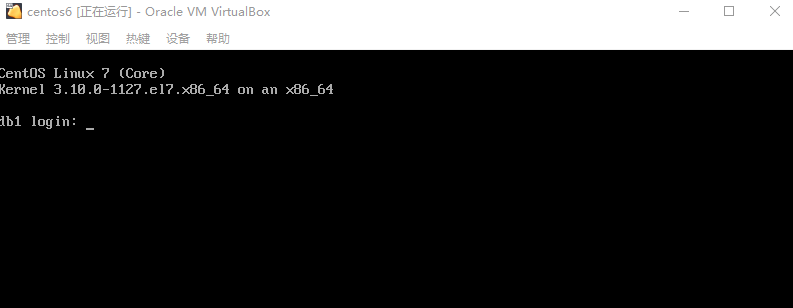 centos6 [正在运行] - Oracle VM VirtualBox
管理 控制 视图 热键 设备 帮助
CentOS Linux 7 (Core)
Kernel 3.10.0-1127.el7.x86_64 on an x86_64
db1 login: _